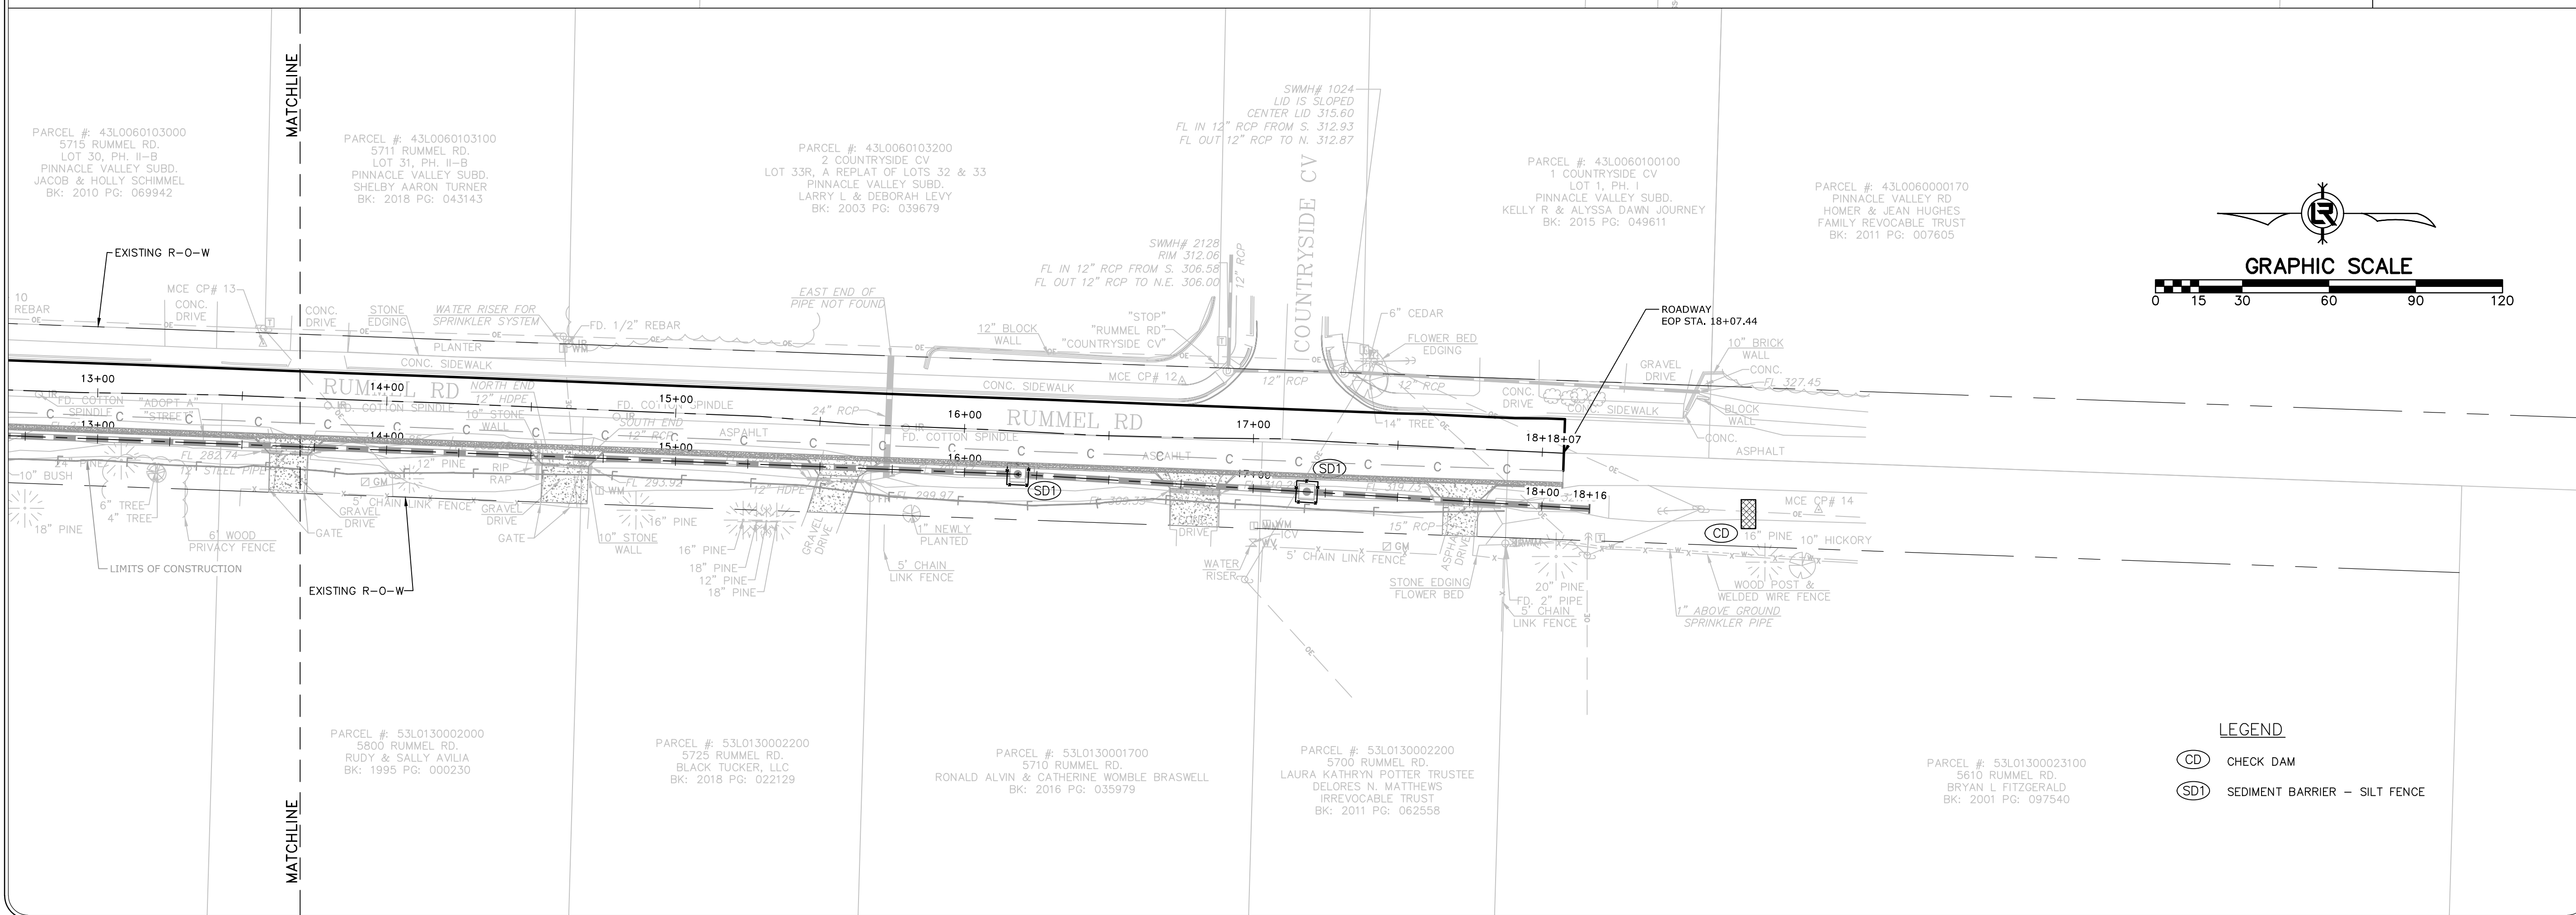 MATCHLINE
PARCEL #: 43L0060103000
5715 RUMMEL RD.
LOT 30, PH. II-B
PINNACLE VALLEY SUBD.
JACOB & HOLLY SCHIMMEL
BK: 2010 PG: 069942
PARCEL #: 43L0060103100
5711 RUMMEL RD.
LOT 31, PH. II-B
PINNACLE VALLEY SUBD.
SHELBY AARON TURNER
BK: 2018 PG: 043143
PARCEL #: 43L0060103200
2 COUNTRYSIDE CV
LOT 33R, A REPLAT OF LOTS 32 & 33
PINNACLE VALLEY SUBD.
LARRY L & DEBORAH LEVY
BK: 2003 PG: 039679
SWMH# 1024
LID IS SLOPED
CENTER LID 315.60
FL IN 12" RCP FROM S. 312.93
FL OUT 12" RCP TO N. 312.87
PARCEL #: 43L0060100100
1 COUNTRYSIDE CV
LOT 1, PH. I
PINNACLE VALLEY SUBD.
KELLY R & ALYSSA DAWN JOURNEY
BK: 2015 PG: 049611
PARCEL #: 43L0060000170
PINNACLE VALLEY RD
HOMER & JEAN HUGHES
FAMILY REVOCABLE TRUST
BK: 2011 PG: 007605
GRAPHIC SCALE
0 15 30 60 90 120
SWMH# 2128
RIM 312.06
FL IN 12" RCP FROM S. 306.58
FL OUT 12" RCP TO N.E. 306.00
12" RCP
COUNTRYSIDE CV
EXISTING R-O-W
10
REBAR
MCE CP# 13
CONC.
DRIVE
CONC.
DRIVE
STONE
EDGING
WATER RISER FOR
SPRINKLER SYSTEM
FD. 1/2" REBAR
IR
WM
PLANTER
CONC. SIDEWALK
EAST END OF
PIPE NOT FOUND
12" BLOCK
WALL
"STOP"
"RUMMEL RD"
"COUNTRYSIDE CV"
MCE CP# 12
CONC. SIDEWALK
12" RCP
6" CEDAR
FLOWER BED
EDGING
12" RCP
14" TREE
ROADWAY
EOP STA. 18+07.44
CONC.
DRIVE
CONC. SIDEWALK
GRAVEL
DRIVE
10" BRICK
WALL
CONC.
FL 327.45
BLOCK
WALL
CONC.
ASPHALT
13+00
14+00
15+00
16+00
17+00
18+18+07
RUMMEL RD
RUMMEL RD
IR
FD. COTTON
SPINDLE
"ADOPT A"
"STREET"
FD. COTTON SPINDLE
NORTH END
12" HDPE
10" STONE
WALL
FD. COTTON SPINDLE
IR
SOUTH END
12" RCP
ASPAHLT
24" RCP
IR
FD. COTTON SPINDLE
ASPAHLT
13+00
14+00
15+00
16+00
17+00
18+00
18+16
SD1
SD1
24" PINE
10" BUSH
18" PINE
FL 282.74
12" STEEL PIPE
6" TREE
4" TREE
6' WOOD
PRIVACY FENCE
GRAVEL
DRIVE
GATE
GM
12" PINE
5' CHAIN LINK FENCE
RIP
RAP
GRAVEL
DRIVE
GATE
FL 293.92
WM
16" PINE
10" STONE
WALL
12" HDPE
16" PINE
18" PINE
12" PINE
18" PINE
GRAVEL
DRIVE
FL 299.97
1" NEWLY
PLANTED
5' CHAIN
LINK FENCE
FL 309.33
DRIVE
WATER
RISER
WV
WM
ICV
5' CHAIN LINK FENCE
GM
FL 319.73
15" RCP
ASPHALT
DRIVE
STONE EDGING
FLOWER BED
20" PINE
FD. 2" PIPE
5' CHAIN
LINK FENCE
CD
MCE CP# 14
16" PINE
10" HICKORY
WOOD POST &
WELDED WIRE FENCE
1" ABOVE GROUND
SPRINKLER PIPE
LIMITS OF CONSTRUCTION
EXISTING R-O-W
PARCEL #: 53L0130002000
5800 RUMMEL RD.
RUDY & SALLY AVILIA
BK: 1995 PG: 000230
PARCEL #: 53L0130002200
5725 RUMMEL RD.
BLACK TUCKER, LLC
BK: 2018 PG: 022129
PARCEL #: 53L0130001700
5710 RUMMEL RD.
RONALD ALVIN & CATHERINE WOMBLE BRASWELL
BK: 2016 PG: 035979
PARCEL #: 53L0130002200
5700 RUMMEL RD.
LAURA KATHRYN POTTER TRUSTEE
DELORES N. MATTHEWS
IRREVOCABLE TRUST
BK: 2011 PG: 062558
PARCEL #: 53L01300023100
5610 RUMMEL RD.
BRYAN L FITZGERALD
BK: 2001 PG: 097540
MATCHLINE
LEGEND
CD CHECK DAM
SD1 SEDIMENT BARRIER – SILT FENCE